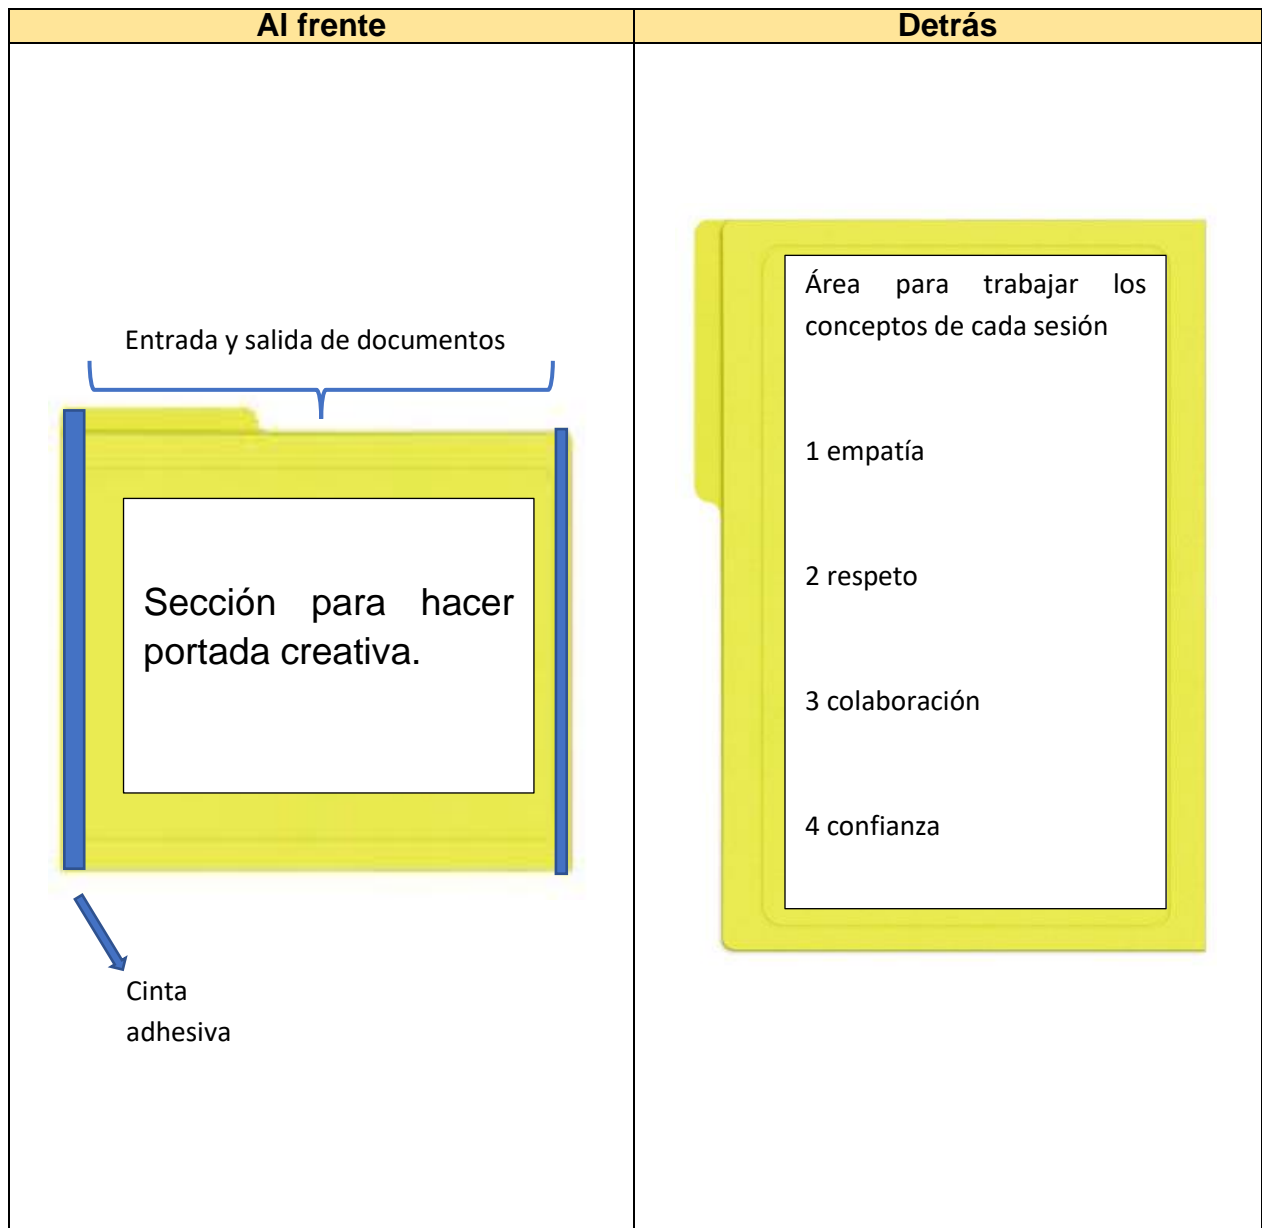 Al frente
Detrás
Entrada y salida de documentos
Sección para hacer
portada creativa.
Cinta
adhesiva
Área para trabajar los
conceptos de cada sesión
1 empatía
2 respeto
3 colaboración
4 confianza